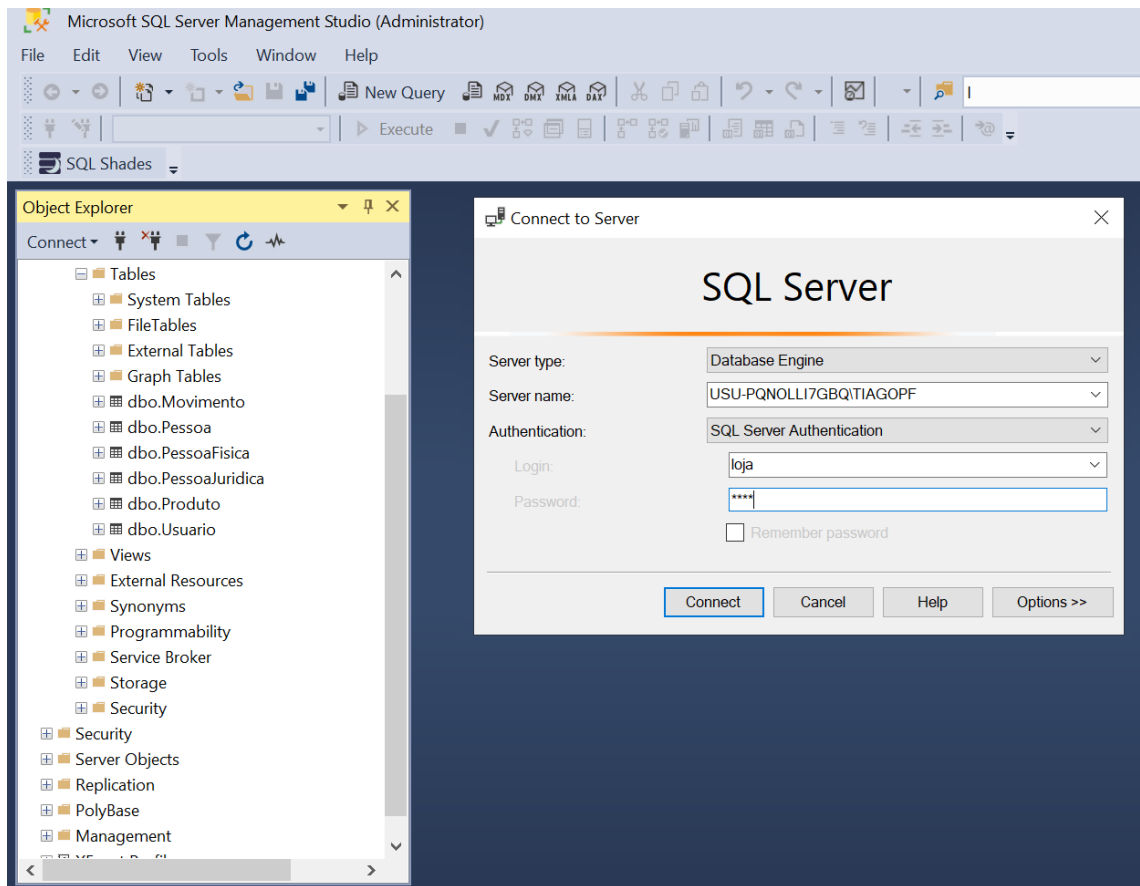 Microsoft SQL Server Management Studio (Administrator)
File Edit View Tools Window Help
New Query MDX DMX XMLA DAX I
Execute
SQL Shades
Object Explorer
Connect
Tables
System Tables
FileTables
External Tables
Graph Tables
dbo.Movimento
dbo.Pessoa
dbo.PessoaFisica
dbo.PessoaJuridica
dbo.Produto
dbo.Usuario
Views
External Resources
Synonyms
Programmability
Service Broker
Storage
Security
Security
Server Objects
Replication
PolyBase
Management
Connect to Server
SQL Server
Server type: Database Engine
Server name: USU-PQNOLLI7GBQ\TIAGOPF
Authentication: SQL Server Authentication
Login: loja
Password: ****
Remember password
Connect Cancel Help Options >>